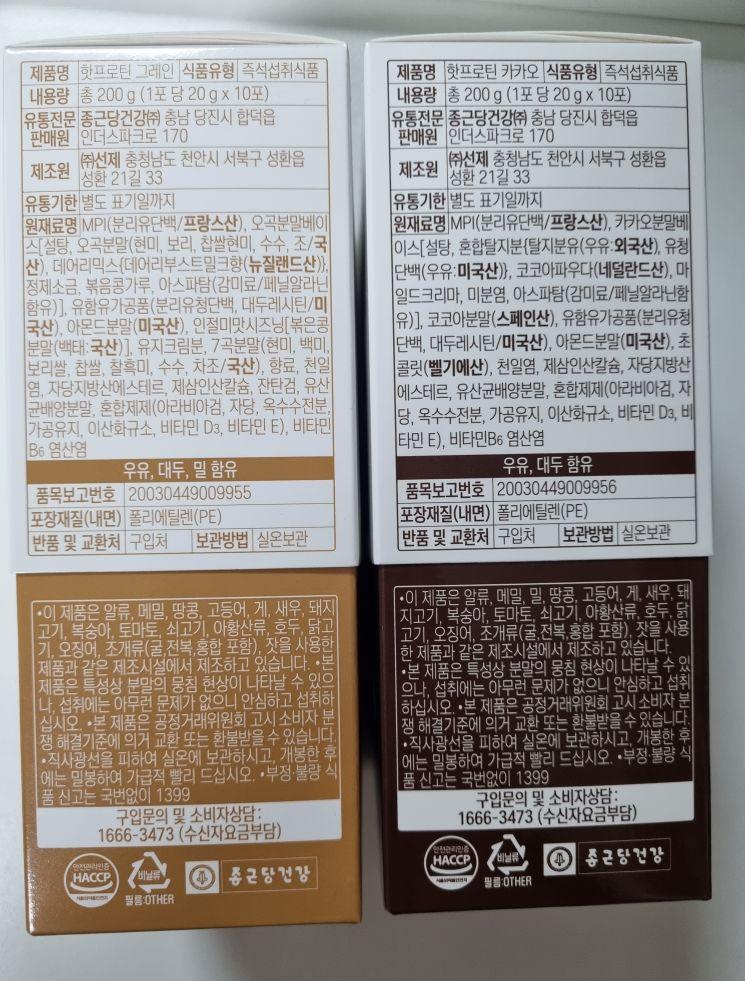 제품명 핫프로틴 그레인 식품유형 즉석섭취식품
내용량 총 200 g (1포 당 20 g x 10포)
유통전문 종근당건강㈜ 충남 당진시 합덕읍
판매원 인더스파크로 170
제조원 ㈜선제 충청남도 천안시 서북구 성환읍
성환 21길 33
유통기한 별도 표기일까지
원재료명 MPI(분리유단백/프랑스산), 오곡분말베이
스[설탕, 오곡분말(현미, 보리, 찹쌀현미, 수수, 조/국
산), 데어리믹스{데어리부스트밀크향(뉴질랜드산)},
정제소금, 볶음콩가루, 아스파탐(감미료/페닐알라닌
함유)], 유함유가공품(분리유청단백, 대두레시틴/미
국산), 아몬드분말(미국산), 인절미맛시즈닝[볶은콩
분말(백태:국산)], 유지크림분, 7곡분말(현미, 백미,
보리쌀, 찹쌀, 찰흑미, 수수, 차조/국산), 향료, 천일
염, 자당지방산에스테르, 제삼인산칼슘, 잔탄검, 유산
균배양분말, 혼합제제(아라비아검, 자당, 옥수수전분,
가공유지, 이산화규소, 비타민 D3, 비타민 E), 비타민
B6 염산염
우유, 대두, 밀 함유
품목보고번호 20030449009955
포장재질(내면) 폴리에틸렌(PE)
반품 및 교환처 구입처 보관방법 실온보관
•이 제품은 알류, 메밀, 땅콩, 고등어, 게, 새우, 돼지
고기, 복숭아, 토마토, 쇠고기, 아황산류, 호두, 닭고
기, 오징어, 조개류(굴,전복,홍합 포함), 잣을 사용한
제품과 같은 제조시설에서 제조하고 있습니다. •본
제품은 특성상 분말의 뭉침 현상이 나타날 수 있으
나, 섭취에는 아무런 문제가 없으니 안심하고 섭취하
십시오. •본 제품은 공정거래위원회 고시 소비자 분
쟁 해결기준에 의거 교환 또는 환불받을 수 있습니다.
•직사광선을 피하여 실온에 보관하시고, 개봉한 후
에는 밀봉하여 가급적 빨리 드십시오. •부정·불량 식
품 신고는 국번없이 1399
구입문의 및 소비자상담:
1666-3473 (수신자요금부담)
안전관리인증
HACCP
식품의약품안전처
비닐류
필름:OTHER
종근당건강
제품명 핫프로틴 카카오 식품유형 즉석섭취식품
내용량 총 200 g (1포 당 20 g x 10포)
유통전문 종근당건강㈜ 충남 당진시 합덕읍
판매원 인더스파크로 170
제조원 ㈜선제 충청남도 천안시 서북구 성환읍
성환 21길 33
유통기한 별도 표기일까지
원재료명 MPI(분리유단백/프랑스산), 카카오분말베
이스[설탕, 혼합탈지분{탈지분유(우유:외국산), 유청
단백(우유:미국산)}, 코코아파우다(네덜란드산), 마
일드크리마, 미분염, 아스파탐(감미료/페닐알라닌함
유)], 코코아분말(스페인산), 유함유가공품(분리유청
단백, 대두레시틴/미국산), 아몬드분말(미국산), 초
콜릿(벨기에산), 천일염, 제삼인산칼슘, 자당지방산
에스테르, 유산균배양분말, 혼합제제(아라비아검, 자
당, 옥수수전분, 가공유지, 이산화규소, 비타민 D3, 비
타민 E), 비타민B6 염산염
우유, 대두 함유
품목보고번호 20030449009956
포장재질(내면) 폴리에틸렌(PE)
반품 및 교환처 구입처 보관방법 실온보관
•이 제품은 알류, 메밀, 밀, 땅콩, 고등어, 게, 새우, 돼
지고기, 복숭아, 토마토, 쇠고기, 아황산류, 호두, 닭
고기, 오징어, 조개류(굴,전복,홍합 포함), 잣을 사용
한 제품과 같은 제조시설에서 제조하고 있습니다.
•본 제품은 특성상 분말의 뭉침 현상이 나타날 수 있
으나, 섭취에는 아무런 문제가 없으니 안심하고 섭취
하십시오. •본 제품은 공정거래위원회 고시 소비자 분
쟁 해결기준에 의거 교환 또는 환불받을 수 있습니다.
•직사광선을 피하여 실온에 보관하시고, 개봉한 후
에는 밀봉하여 가급적 빨리 드십시오. •부정·불량 식
품 신고는 국번없이 1399
구입문의 및 소비자상담:
1666-3473 (수신자요금부담)
안전관리인증
HACCP
식품의약품안전처
비닐류
필름:OTHER
종근당건강